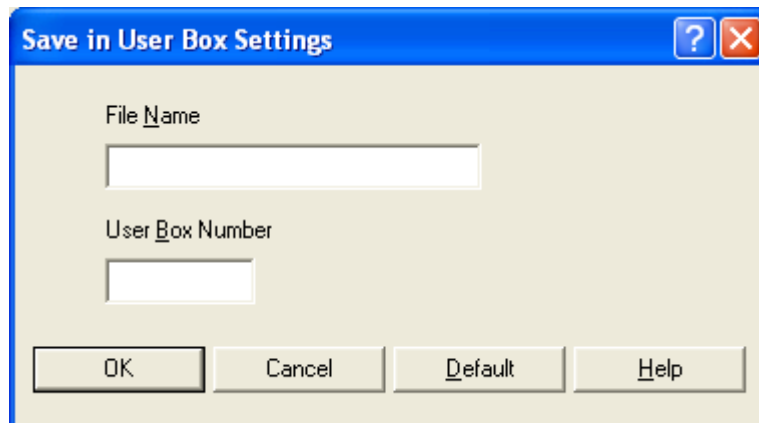 Save in User Box Settings
File Name
User Box Number
OK Cancel Default Help